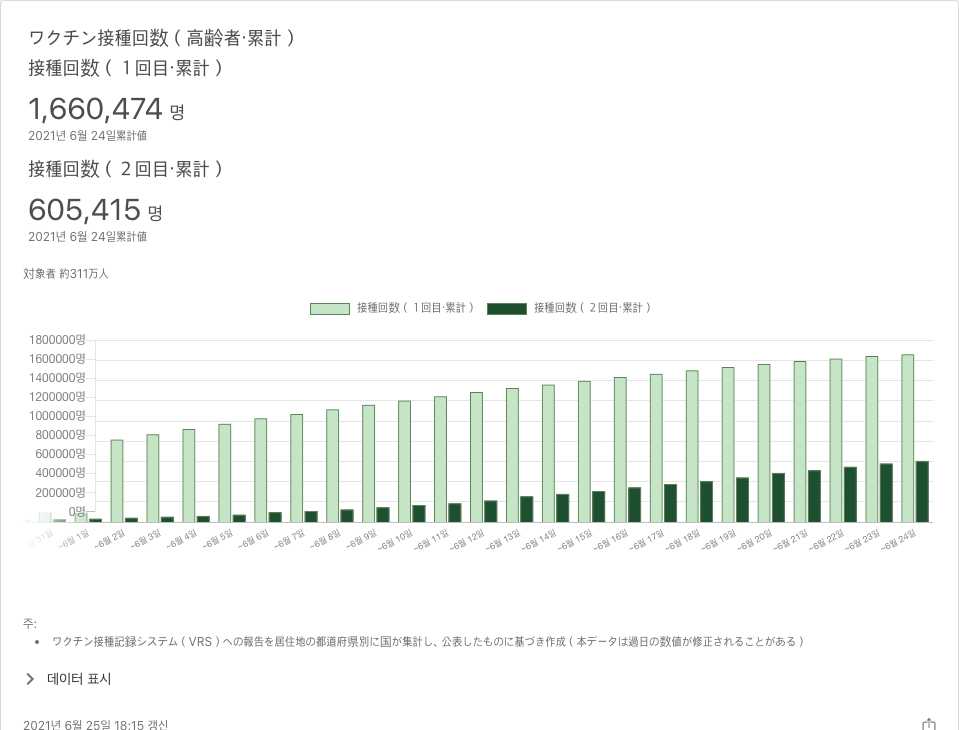 ワクチン接種回数（高齢者·累計）
接種回数（１回目·累計）
1,660,474 명
2021년 6월 24일累計値
接種回数（２回目·累計）
605,415 명
2021년 6월 24일累計値
対象者 約311万人
接種回数（１回目·累計） 接種回数（２回目·累計）
1800000명
1600000명
1400000명
1200000명
1000000명
800000명
600000명
400000명
200000명
0명
31일 ~6월 1일 ~6월 2일 ~6월 3일 ~6월 4일 ~6월 5일 ~6월 6일 ~6월 7일 ~6월 8일 ~6월 9일 ~6월 10일 ~6월 11일 ~6월 12일 ~6월 13일 ~6월 14일 ~6월 15일 ~6월 16일 ~6월 17일 ~6월 18일 ~6월 19일 ~6월 20일 ~6월 21일 ~6월 22일 ~6월 23일 ~6월 24일
주:
• ワクチン接種記録システム（VRS）への報告を居住地の都道府県別に国が集計し、公表したものに基づき作成（本データは過日の数値が修正されることがある）
데이터 표시
2021년 6월 25일 18:15 갱신